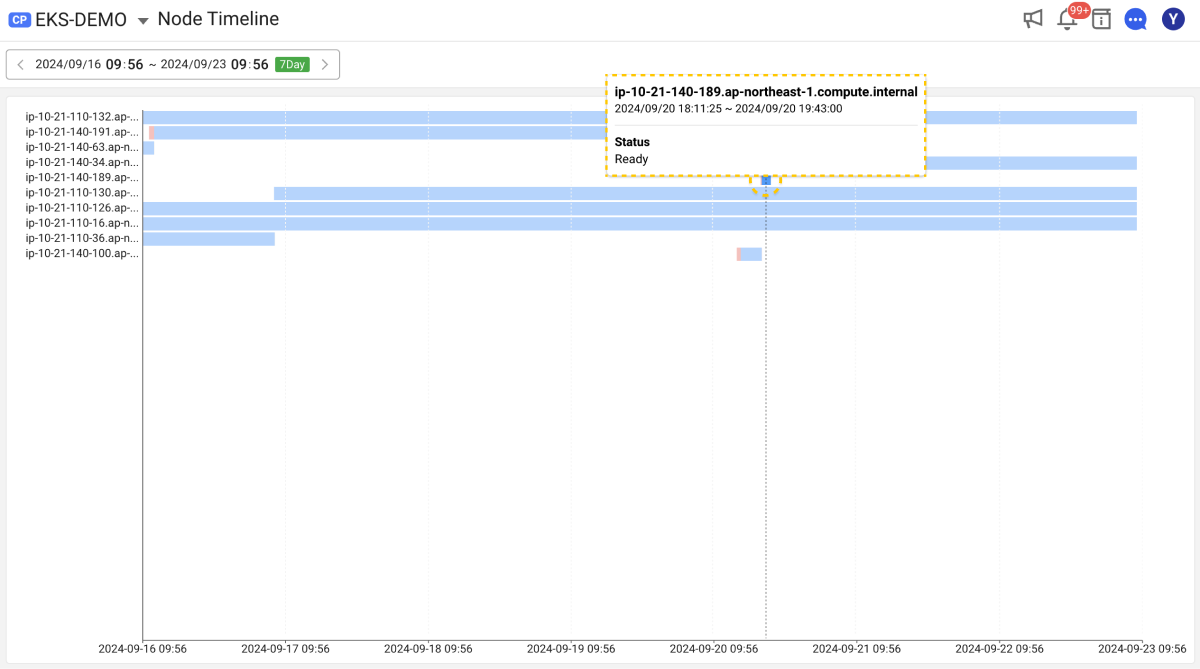 CP EKS-DEMO Node Timeline
99+
Y
2024/09/16 09:56 ~ 2024/09/23 09:56 7Day
ip-10-21-140-189.ap-northeast-1.compute.internal
2024/09/20 18:11:25 ~ 2024/09/20 19:43:00
Status
Ready
ip-10-21-110-132.ap-...
ip-10-21-140-191.ap-...
ip-10-21-140-63.ap-n...
ip-10-21-140-34.ap-n...
ip-10-21-140-189.ap-...
ip-10-21-110-130.ap-...
ip-10-21-110-126.ap-...
ip-10-21-110-16.ap-n...
ip-10-21-110-36.ap-n...
ip-10-21-140-100.ap-...
2024-09-16 09:56 2024-09-17 09:56 2024-09-18 09:56 2024-09-19 09:56 2024-09-20 09:56 2024-09-21 09:56 2024-09-22 09:56 2024-09-23 09:56